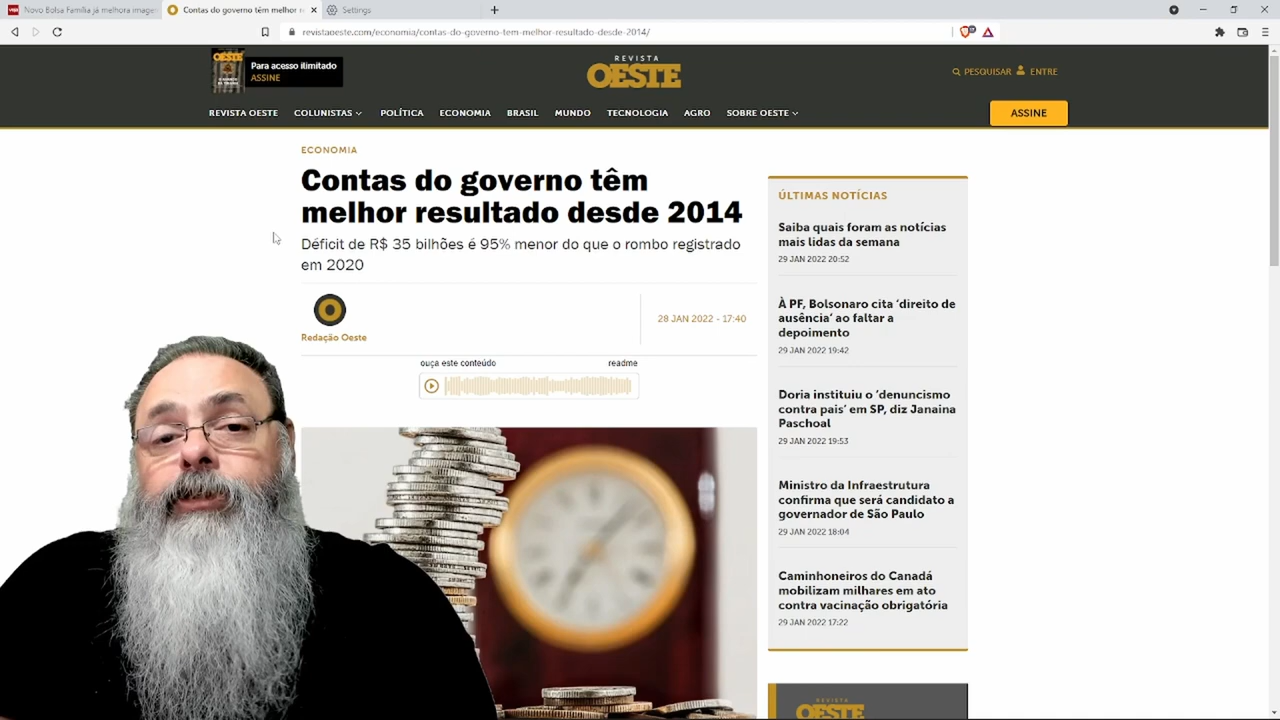 Novo Bolsa Família já melhora image
Contas do governo têm melhor re
Settings
revistaoeste.com/economia/contas-do-governo-tem-melhor-resultado-desde-2014/
OESTE
Para acesso ilimitado
ASSINE
REVISTA
OESTE
PESQUISAR
ENTRE
REVISTA OESTE
COLUNISTAS
POLÍTICA
ECONOMIA
BRASIL
MUNDO
TECNOLOGIA
AGRO
SOBRE OESTE
ASSINE
ECONOMIA
Contas do governo têm
melhor resultado desde 2014
Déficit de R$ 35 bilhões é 95% menor do que o rombo registrado
em 2020
Redação Oeste
28 JAN 2022 - 17:40
ouça este conteúdo
readme
ÚLTIMAS NOTÍCIAS
Saiba quais foram as notícias
mais lidas da semana
29 JAN 2022 20:52
À PF, Bolsonaro cita ‘direito de
ausência’ ao faltar a
depoimento
29 JAN 2022 19:42
Doria instituiu o ‘denuncismo
contra pais’ em SP, diz Janaina
Paschoal
29 JAN 2022 19:53
Ministro da Infraestrutura
confirma que será candidato a
governador de São Paulo
29 JAN 2022 18:04
Caminhoneiros do Canadá
mobilizam milhares em ato
contra vacinação obrigatória
29 JAN 2022 17:22
REVISTA
OESTE